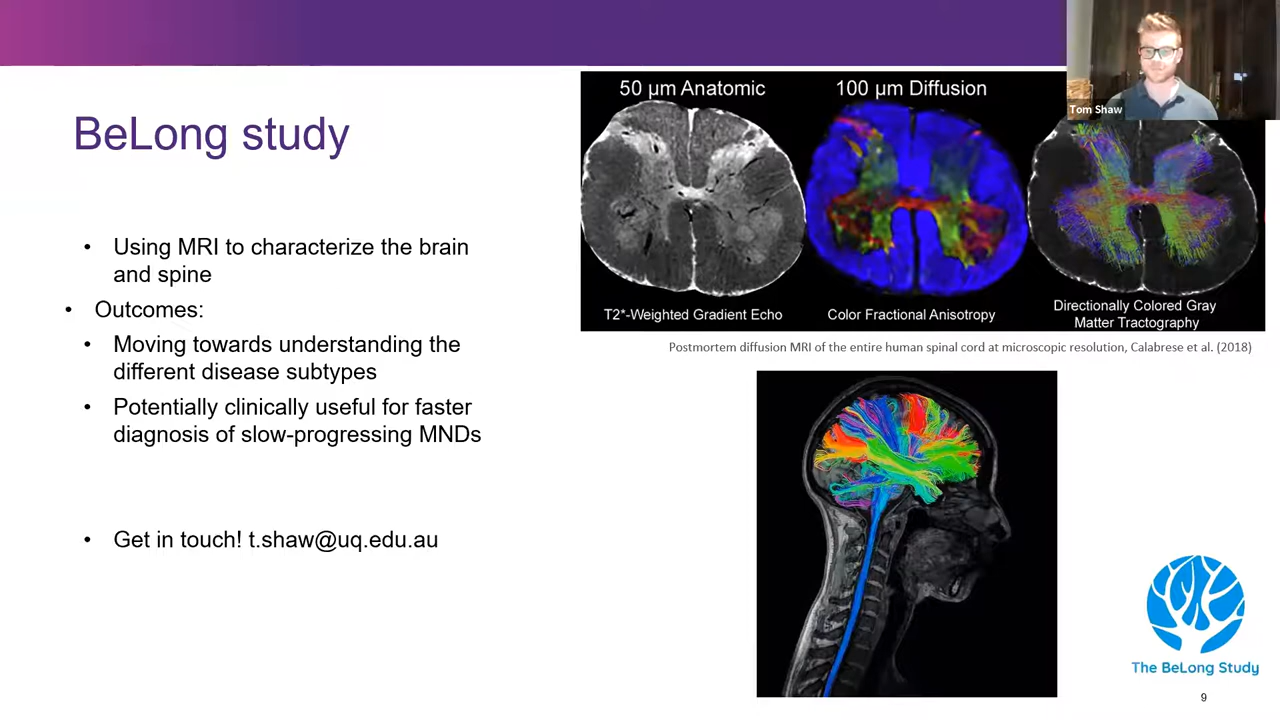 BeLong study
• Using MRI to characterize the brain
and spine
• Outcomes:
• Moving towards understanding the
different disease subtypes
• Potentially clinically useful for faster
diagnosis of slow-progressing MNDs
• Get in touch! t.shaw@uq.edu.au
50 μm Anatomic
100 μm Diffusion
Tom Shaw
T2*-Weighted Gradient Echo
Color Fractional Anisotropy
Directionally Colored Gray
Matter Tractography
Postmortem diffusion MRI of the entire human spinal cord at microscopic resolution, Calabrese et al. (2018)
The BeLong Study
9